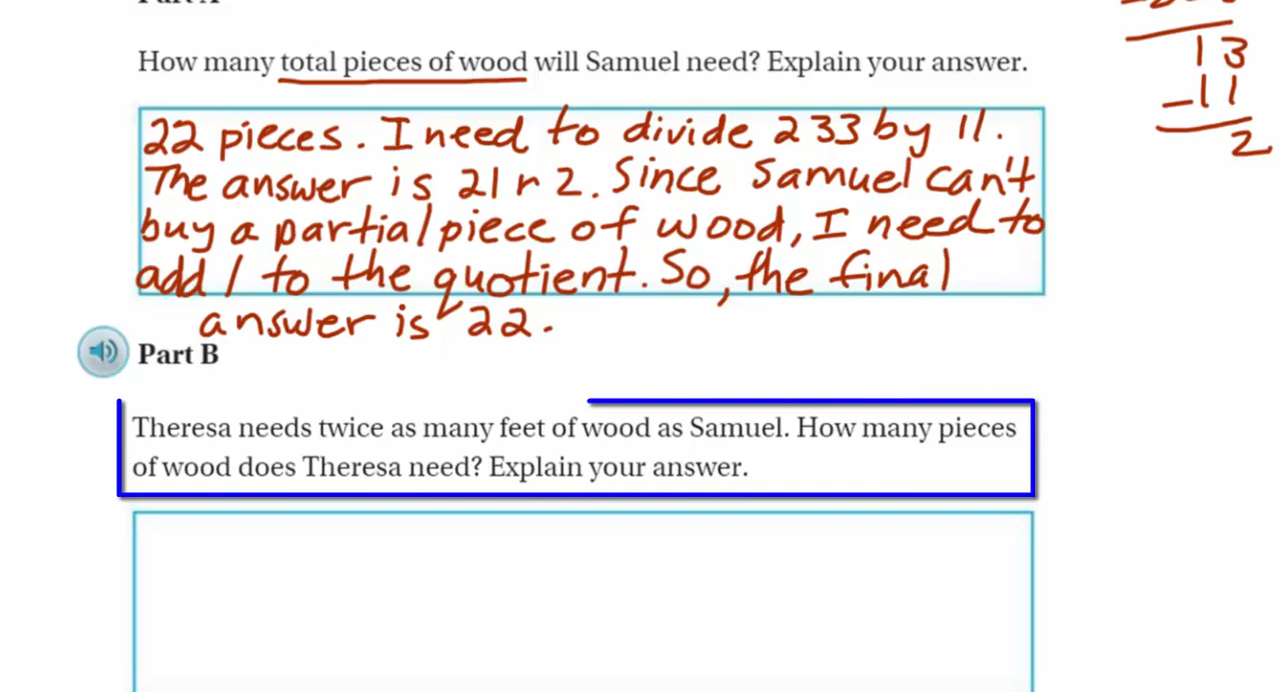 How many total pieces of wood will Samuel need? Explain your answer.
13
-11
2
22 pieces. I need to divide 233 by 11.
The answer is 21 r 2. Since Samuel can't
buy a partial piece of wood, I need to
add 1 to the quotient. So, the final
answer is 22.
Part B
Theresa needs twice as many feet of wood as Samuel. How many pieces
of wood does Theresa need? Explain your answer.